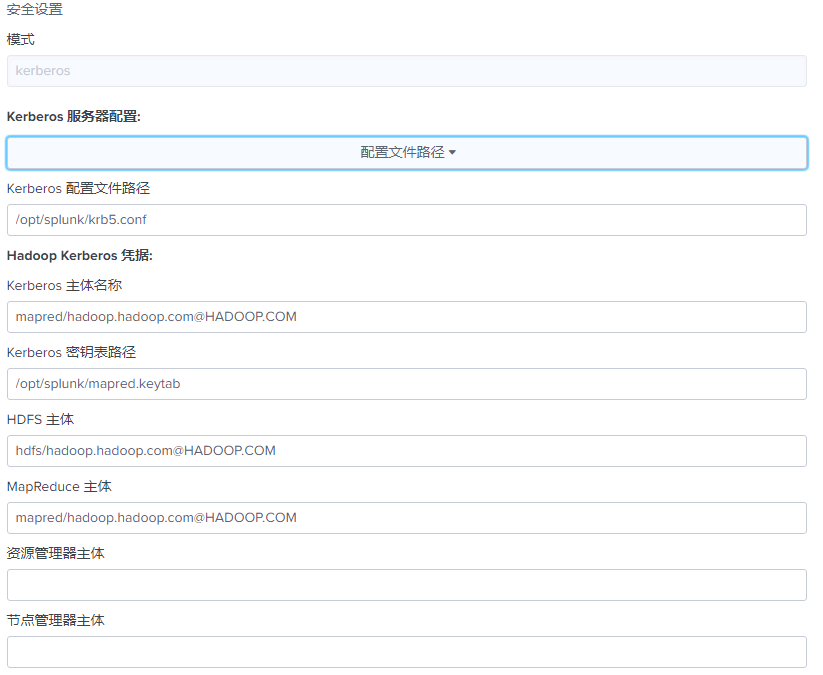 安全设置
模式
kerberos
Kerberos 服务器配置:
配置文件路径
Kerberos 配置文件路径
/opt/splunk/krb5.conf
Hadoop Kerberos 凭据:
Kerberos 主体名称
mapred/hadoop.hadoop.com@HADOOP.COM
Kerberos 密钥表路径
/opt/splunk/mapred.keytab
HDFS 主体
hdfs/hadoop.hadoop.com@HADOOP.COM
MapReduce 主体
mapred/hadoop.hadoop.com@HADOOP.COM
资源管理器主体
节点管理器主体